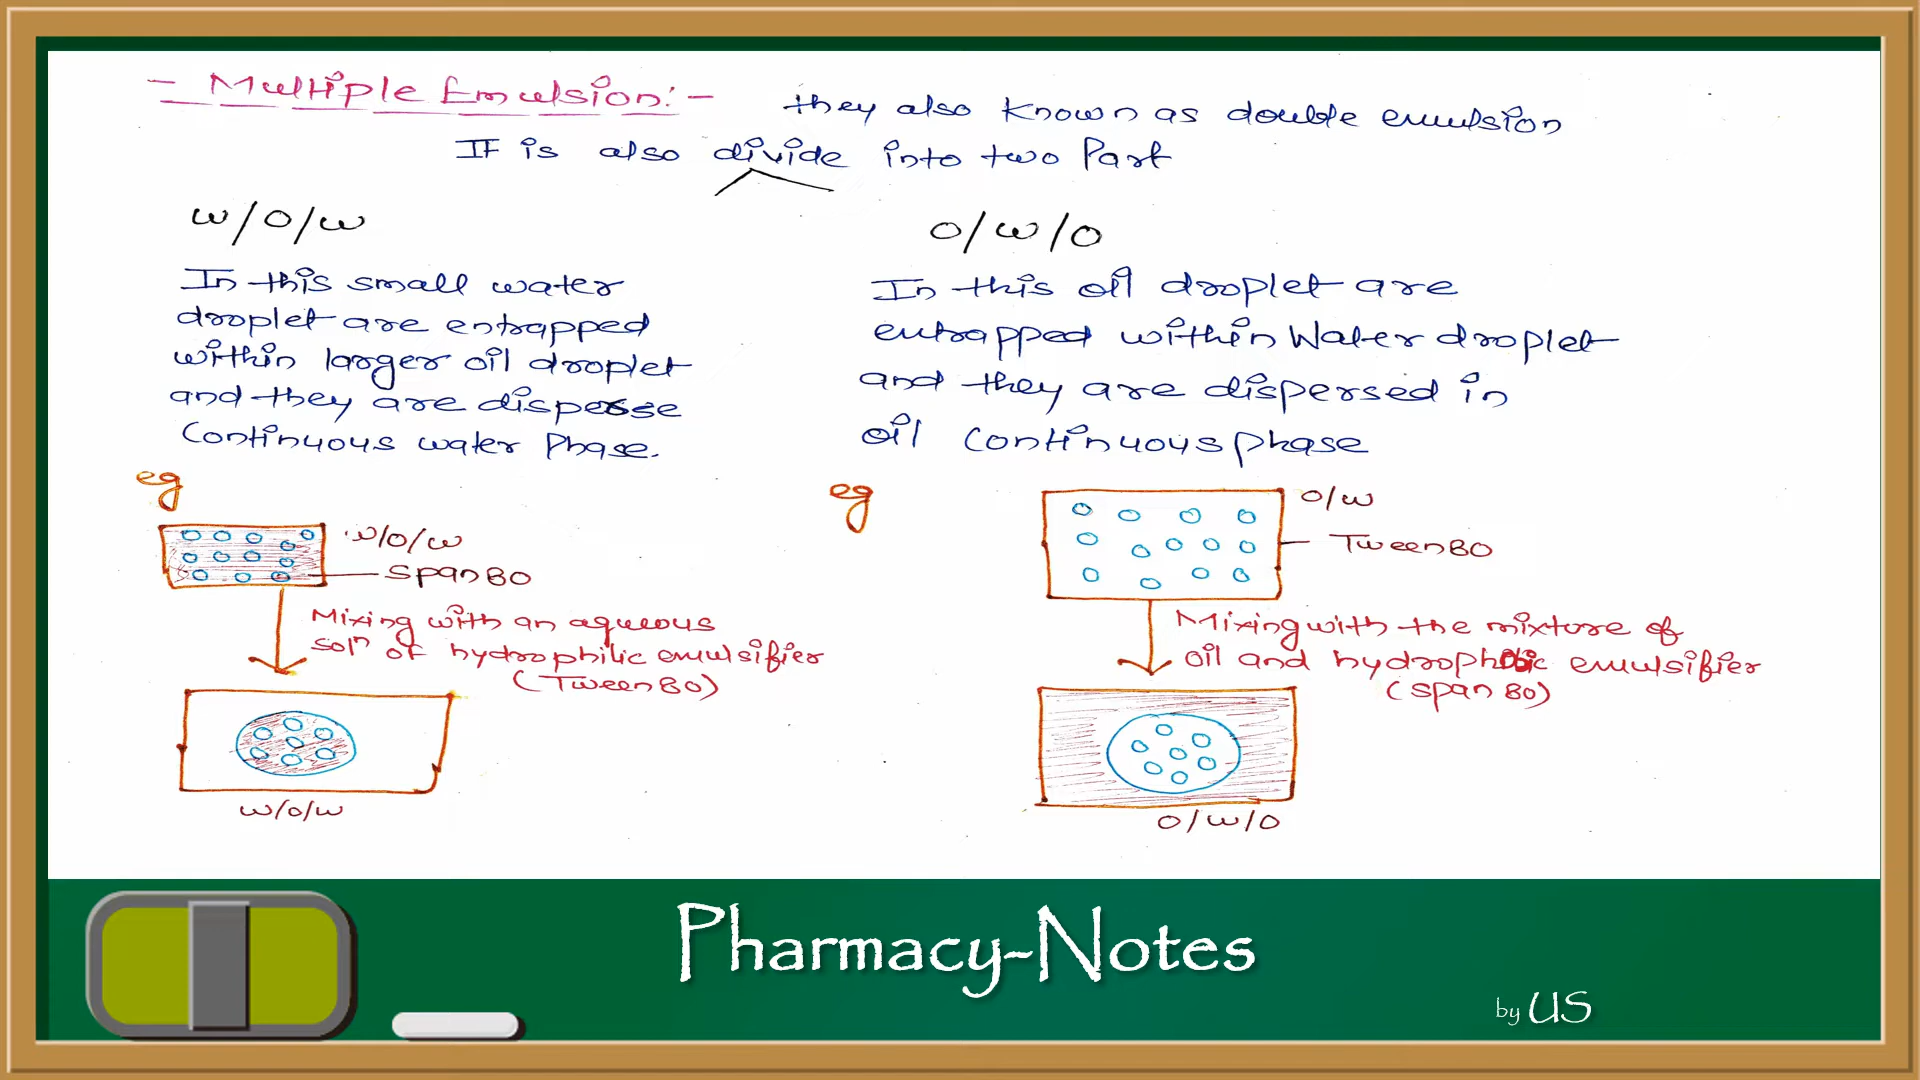 - Multiple Emulsion:- they also known as double emulsion
IF is also divide into two Part
w/o/w
In this small water
droplet are entrapped
within larger oil droplet
and they are disperse
Continuous water Phase.
eg
w/o/w
Span 80
Mixing with an aqueous
solⁿ of hydrophilic emulsifier
(Tween 80)
w/o/w
o/w/o
In this oil droplet are
entrapped within Water droplet
and they are dispersed in
oil continuous phase
eg
o/w
Tween 80
Mixing with the mixture of
oil and hydrophobic emulsifier
(Span 80)
o/w/o
Pharmacy-Notes
by US